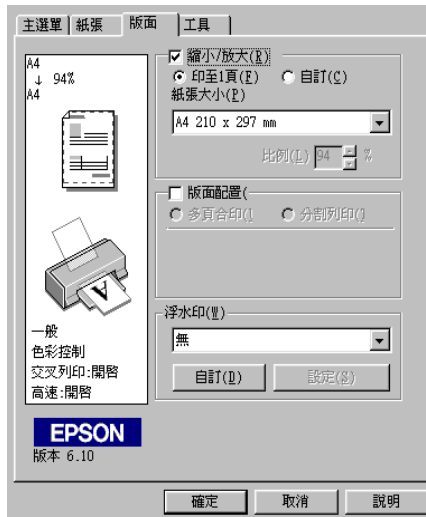 主選單 紙張 版面 工具
A4
↓ 94%
A4
一般
色彩控制
交叉列印:開啓
高速:開啓
EPSON
版本 6.10
縮小/放大(R)
印至1頁(F) 自訂(C)
紙張大小(P)
A4 210 x 297 mm
比例(L) 94 %
版面配置(
多頁合印( 分割列印(
浮水印(W)
無
自訂(D) 設定(S)
確定 取消 說明